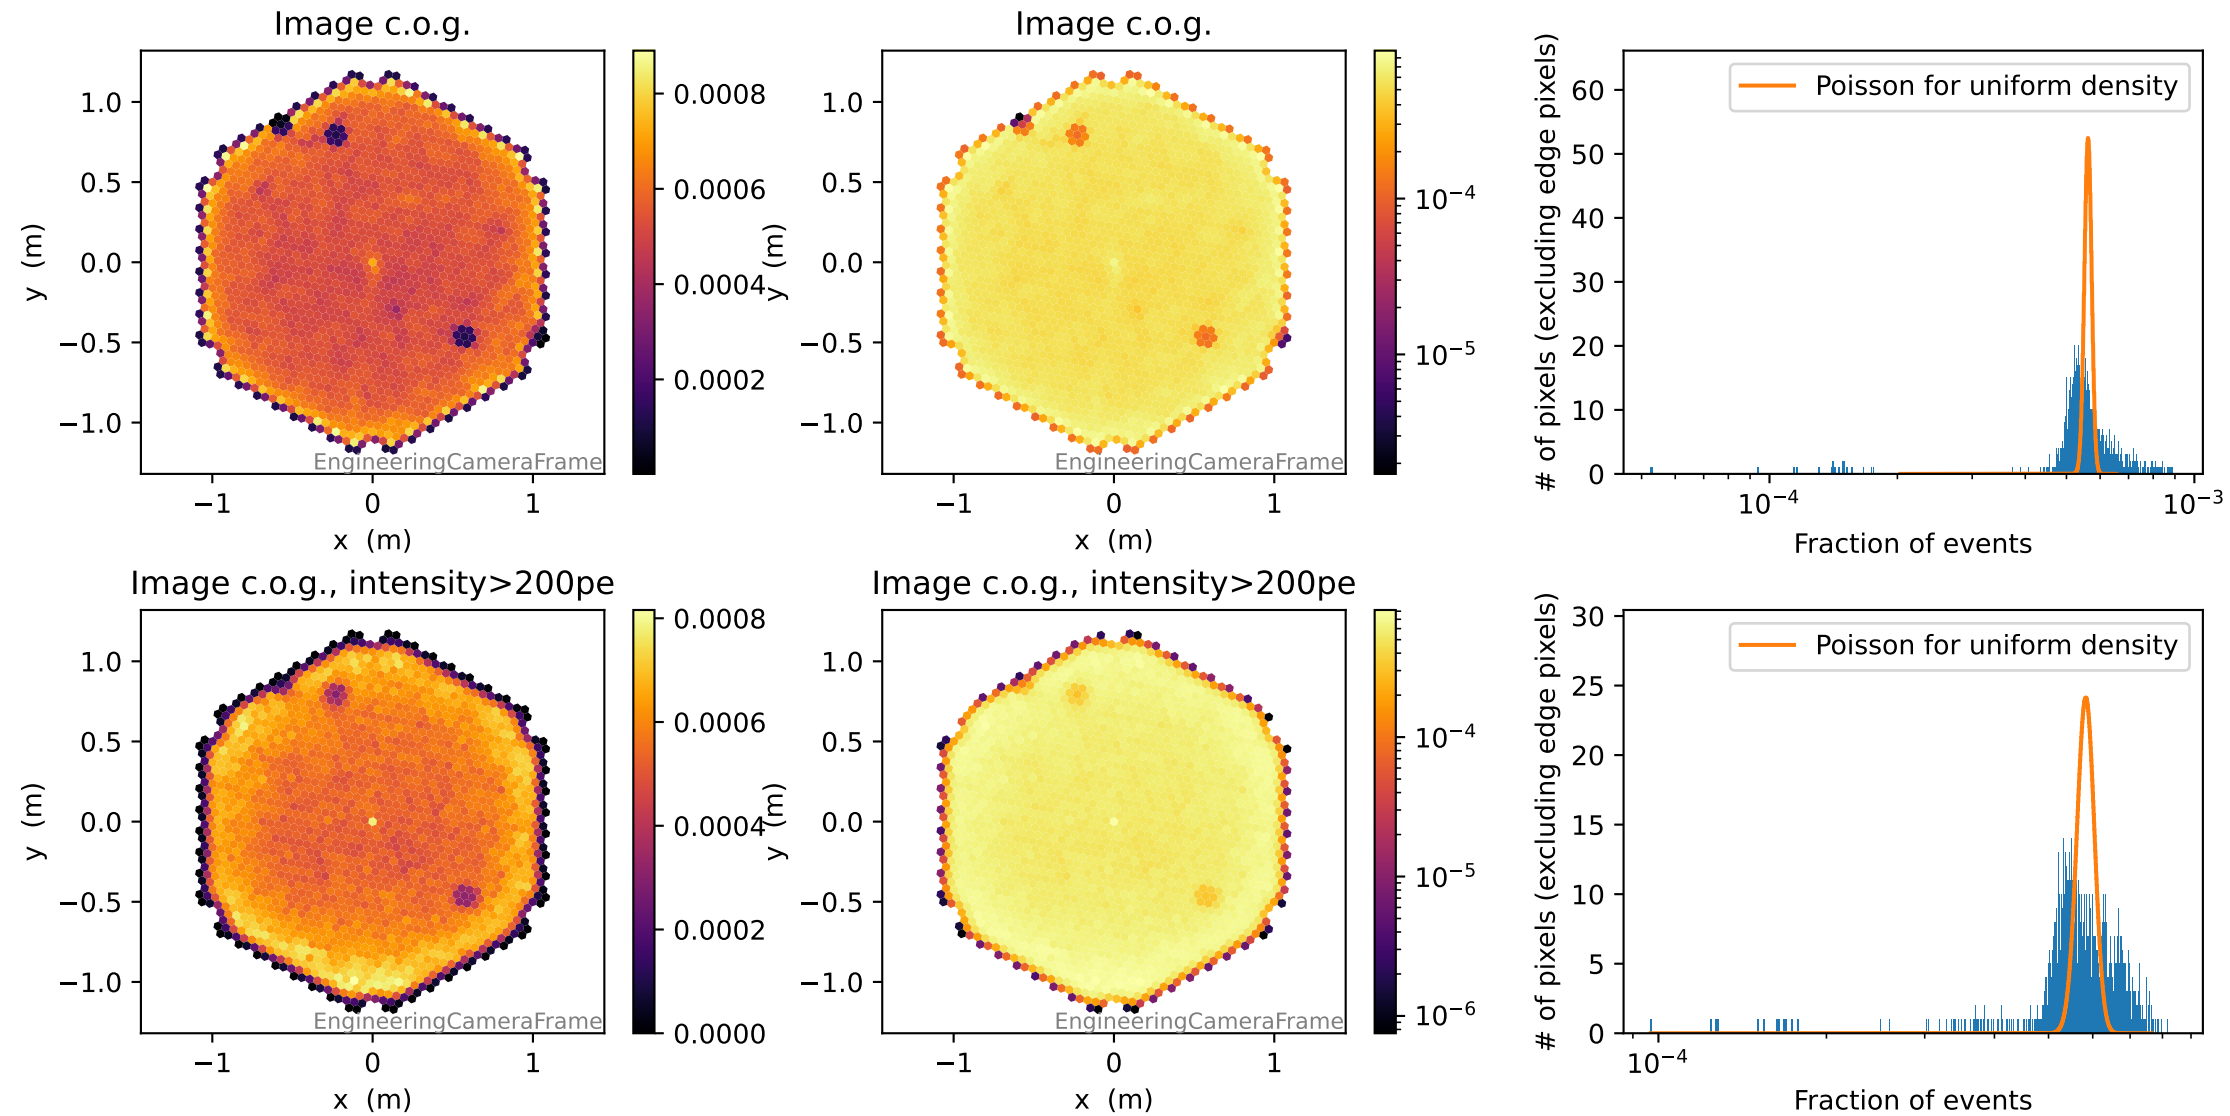 Image c.o.g.
1.0
0.5
0.0
−0.5
−1.0
y (m)
−1 0 1
x (m)
EngineeringCameraFrame
0.0008
0.0006
0.0004
0.0002
Image c.o.g.
1.0
0.5
0.0
−0.5
−1.0
y (m)
−1 0 1
x (m)
EngineeringCameraFrame
10⁻⁴
10⁻⁵
# of pixels (excluding edge pixels)
60
50
40
30
20
10
0
Poisson for uniform density
10⁻⁴ 10⁻³
Fraction of events
Image c.o.g., intensity>200pe
1.0
0.5
0.0
−0.5
−1.0
y (m)
−1 0 1
x (m)
EngineeringCameraFrame
0.0008
0.0006
0.0004
0.0002
0.0000
Image c.o.g., intensity>200pe
1.0
0.5
0.0
−0.5
−1.0
y (m)
−1 0 1
x (m)
EngineeringCameraFrame
10⁻⁴
10⁻⁵
10⁻⁶
# of pixels (excluding edge pixels)
30
25
20
15
10
5
0
Poisson for uniform density
10⁻⁴
Fraction of events